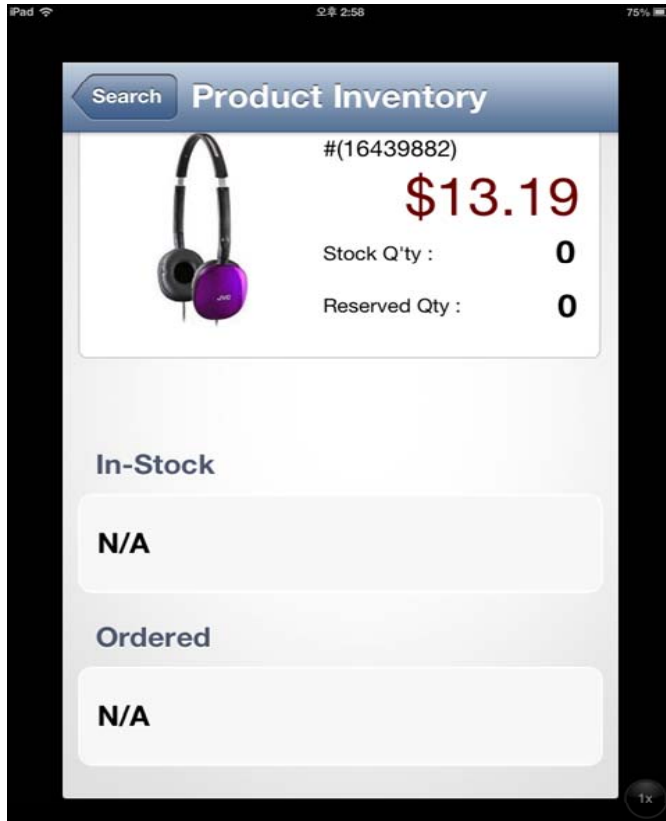 iPad 오후 2:58 75%
Search Product Inventory
#(16439882)
$13.19
Stock Q'ty : 0
Reserved Qty : 0
JVC
In-Stock
N/A
Ordered
N/A
1x